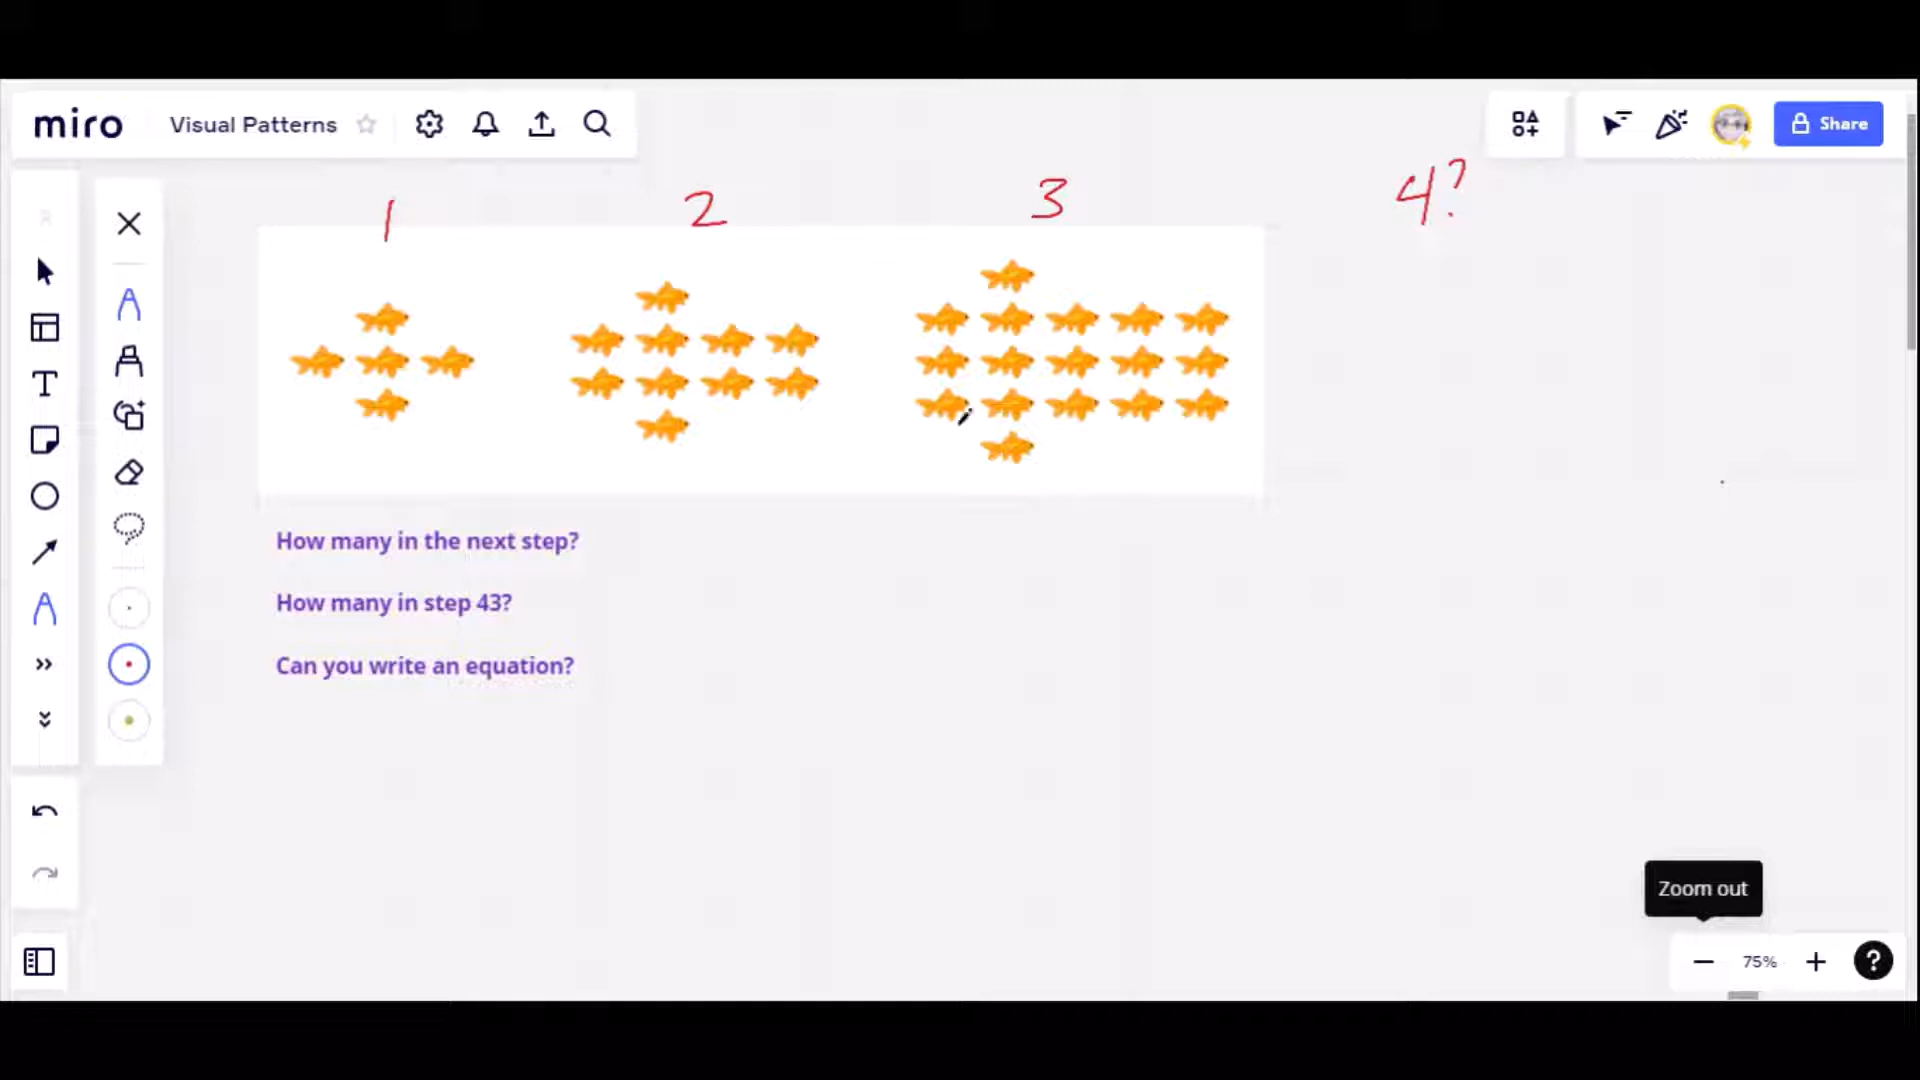 miro Visual Patterns
Share
1 2 3 4?
How many in the next step?
How many in step 43?
Can you write an equation?
Zoom out
75%